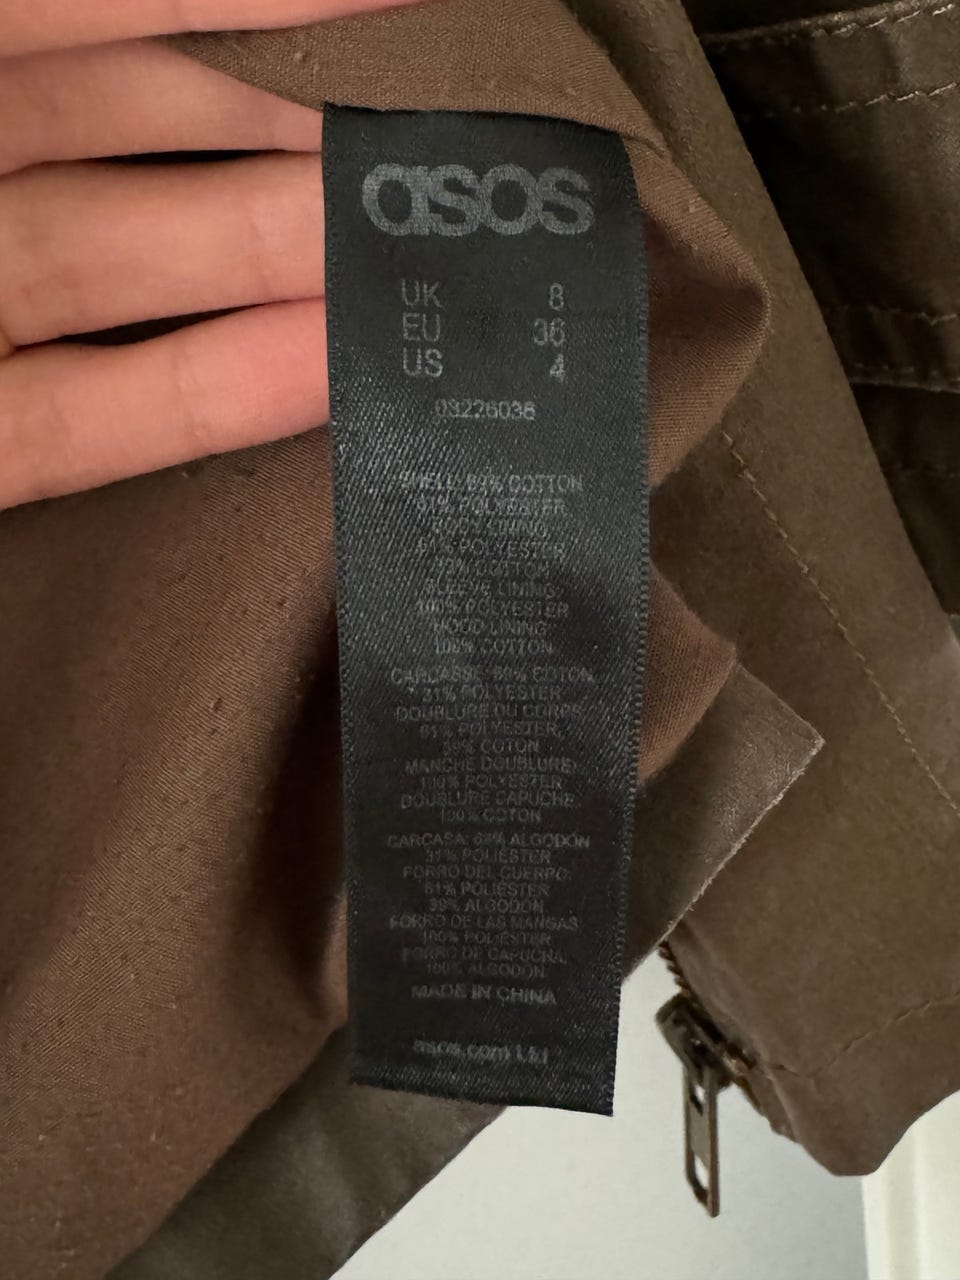 asos
UK 8
EU 36
US 4
SHELL: 69% COTTON
31% POLYESTER
BODY LINING
61% POLYESTER
39% COTTON
SLEEVE LINING:
100% POLYESTER
HOOD LINING
100% COTTON
CARCASSE: COTON
31% POLYESTER
DOUBLURE DU CORPS:
61% POLYESTER,
39% COTON
MANCHE DOUBLURE:
100% POLYESTER
DOUBLURE CAPUCHE:
100% COTON
CARCASA: 69% ALGODÓN
31% POLIÉSTER
FORRO DEL CUERPO:
61% POLIÉSTER
39% ALGODÓN
FORRO DE LAS MANGAS
100% POLIÉSTER
FORRO DE CAPUCHA:
100% ALGODÓN
MADE IN CHINA
asos.com Ltd